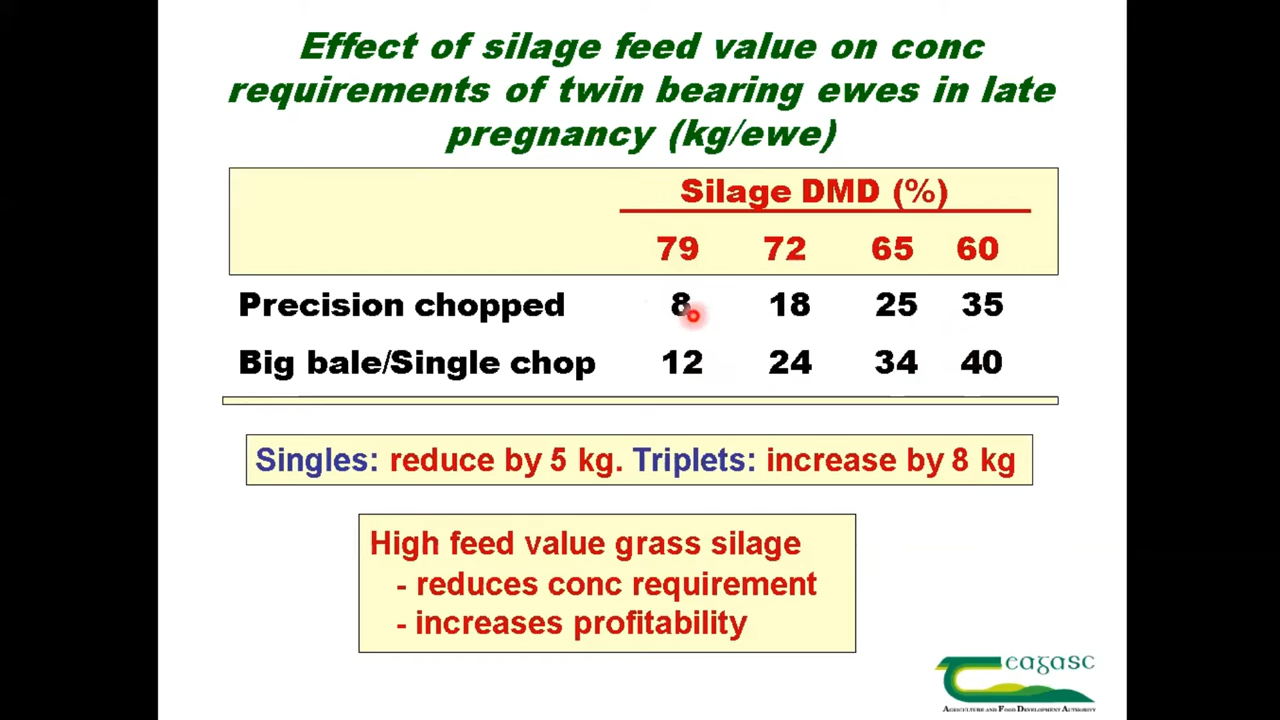 Effect of silage feed value on conc
requirements of twin bearing ewes in late
pregnancy (kg/ewe)
Silage DMD (%)
79 72 65 60
Precision chopped 8 18 25 35
Big bale/Single chop 12 24 34 40
Singles: reduce by 5 kg. Triplets: increase by 8 kg
High feed value grass silage
- reduces conc requirement
- increases profitability
Teagasc
Agriculture and Food Development Authority